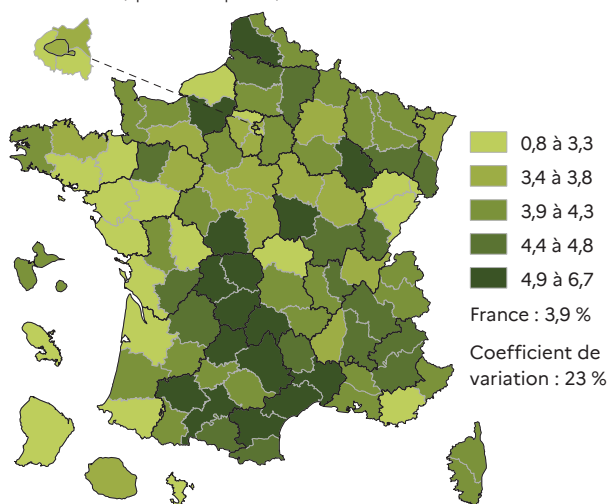 0,8 à 3,3
3,4 à 3,8
3,9 à 4,3
4,4 à 4,8
4,9 à 6,7
France : 3,9 %
Coefficient de
variation : 23 %